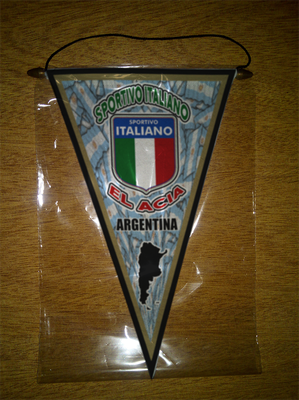 SPORTIVO ITALIANO
SPORTIVO
ITALIANO
EL ACIA
ARGENTINA